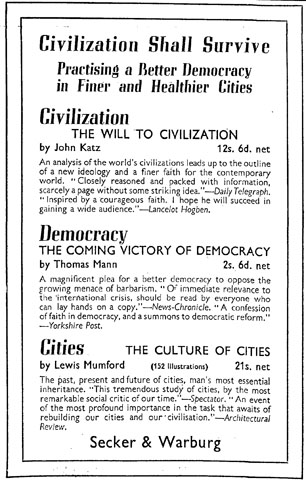 Civilization Shall Survive
Practising a Better Democracy
in Finer and Healthier Cities
Civilization
THE WILL TO CIVILIZATION
by John Katz 12s. 6d. net
An analysis of the world's civilizations leads up to the outline
of a new ideology and a finer faith for the contemporary
world. "Closely reasoned and packed with information,
scarcely a page without some striking idea."—Daily Telegraph.
"Inspired by a courageous faith. I hope he will succeed in
gaining a wide audience."—Lancelot Hogben.
Democracy
THE COMING VICTORY OF DEMOCRACY
by Thomas Mann 2s. 6d. net
A magnificent plea for a better democracy to oppose the
growing menace of barbarism. "Of immediate relevance to
the international crisis, should be read by everyone who
can lay hands on a copy."—News-Chronicle. "A confession
of faith in democracy, and a summons to democratic reform."
—Yorkshire Post.
Cities THE CULTURE OF CITIES
by Lewis Mumford (152 Illustrations) 21s. net
The past, present and future of cities, man's most essential
inheritance. "This tremendous study of cities, by the most
remarkable social critic of our time."—Spectator. "An event
of the most profound importance in the task that awaits of
rebuilding our cities and our civilisation."—Architectural
Review.
Secker & Warburg